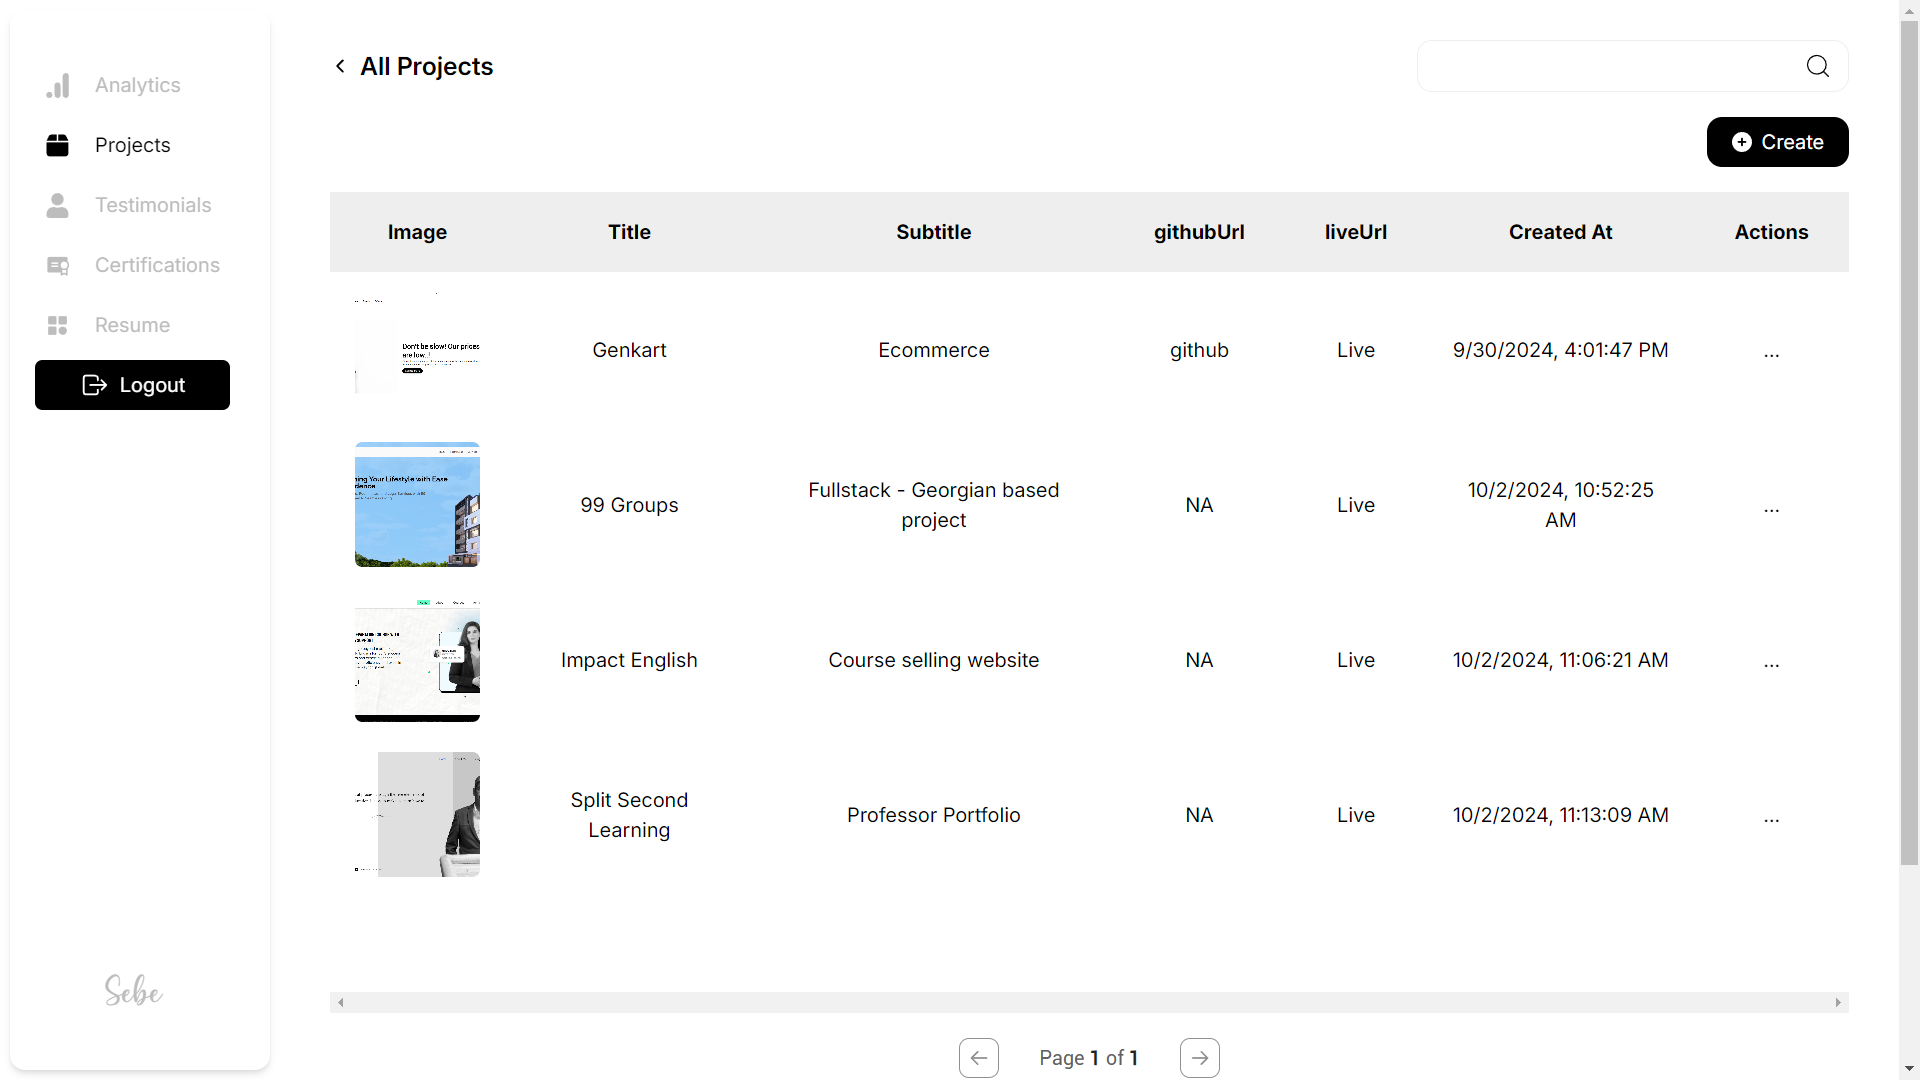 Analytics
Projects
Testimonials
Certifications
Resume
Logout
Sebe
All Projects
Create
Image Title Subtitle githubUrl liveUrl Created At Actions
Don't be slow! Our prices
are low..!
Genkart Ecommerce github Live 9/30/2024, 4:01:47 PM ...
ing Your Lifestyle with Ease
dence
99 Groups Fullstack - Georgian based NA Live 10/2/2024, 10:52:25 ...
project AM
Impact English Course selling website NA Live 10/2/2024, 11:06:21 AM ...
Split Second Professor Portfolio NA Live 10/2/2024, 11:13:09 AM ...
Learning
Page 1 of 1